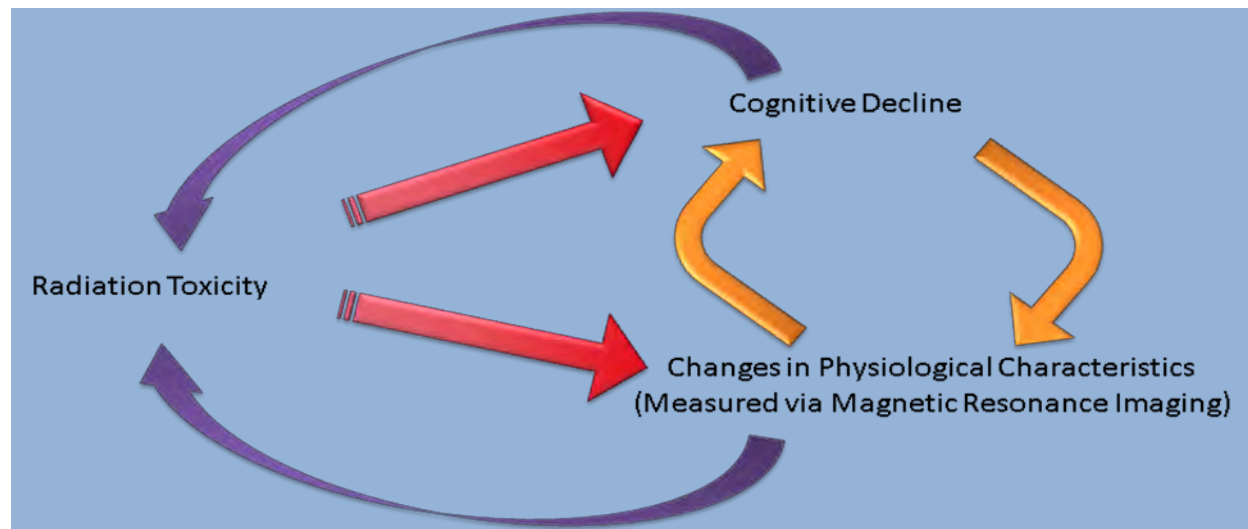 Cognitive Decline
Radiation Toxicity
Changes in Physiological Characteristics
(Measured via Magnetic Resonance Imaging)